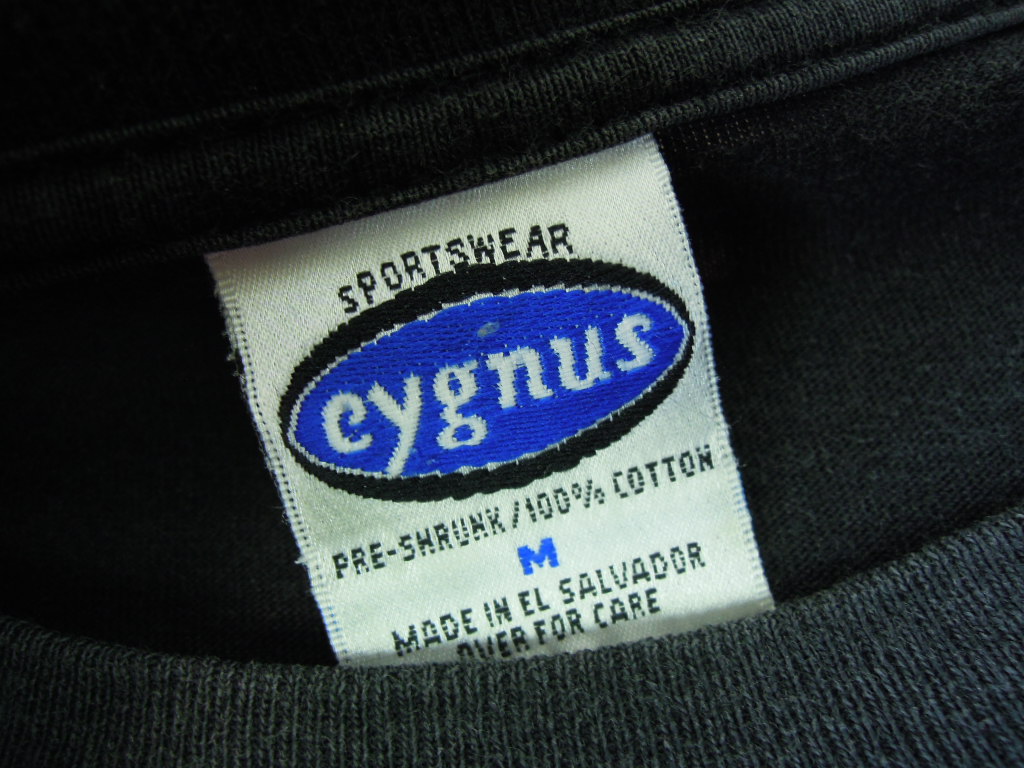 SPORTSWEAR
cygnus
PRE-SHRUNK/100% COTTON
M
MADE IN EL SALVADOR
OVER FOR CARE